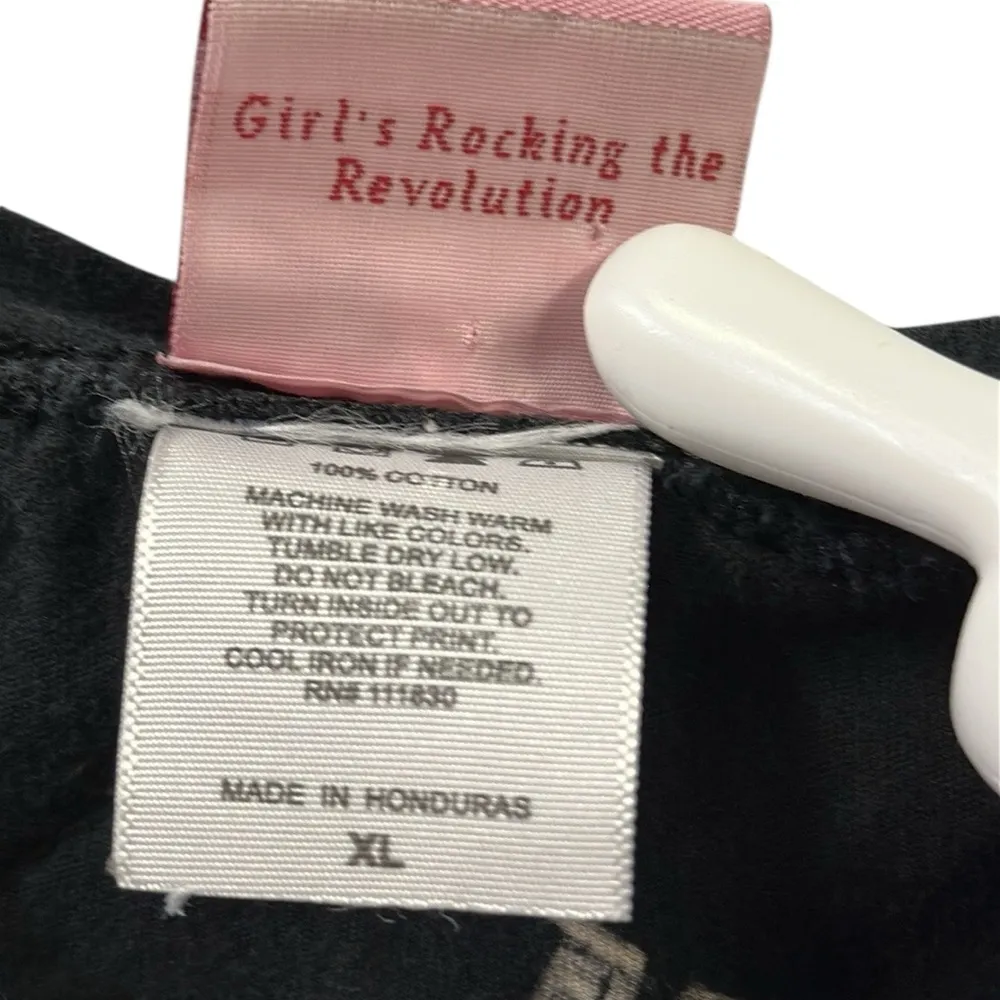 Girl's Rocking the
Revolution
100% COTTON
MACHINE WASH WARM
WITH LIKE COLORS.
TUMBLE DRY LOW.
DO NOT BLEACH.
TURN INSIDE OUT TO
PROTECT PRINT.
COOL IRON IF NEEDED.
RN# 111830
MADE IN HONDURAS
XL